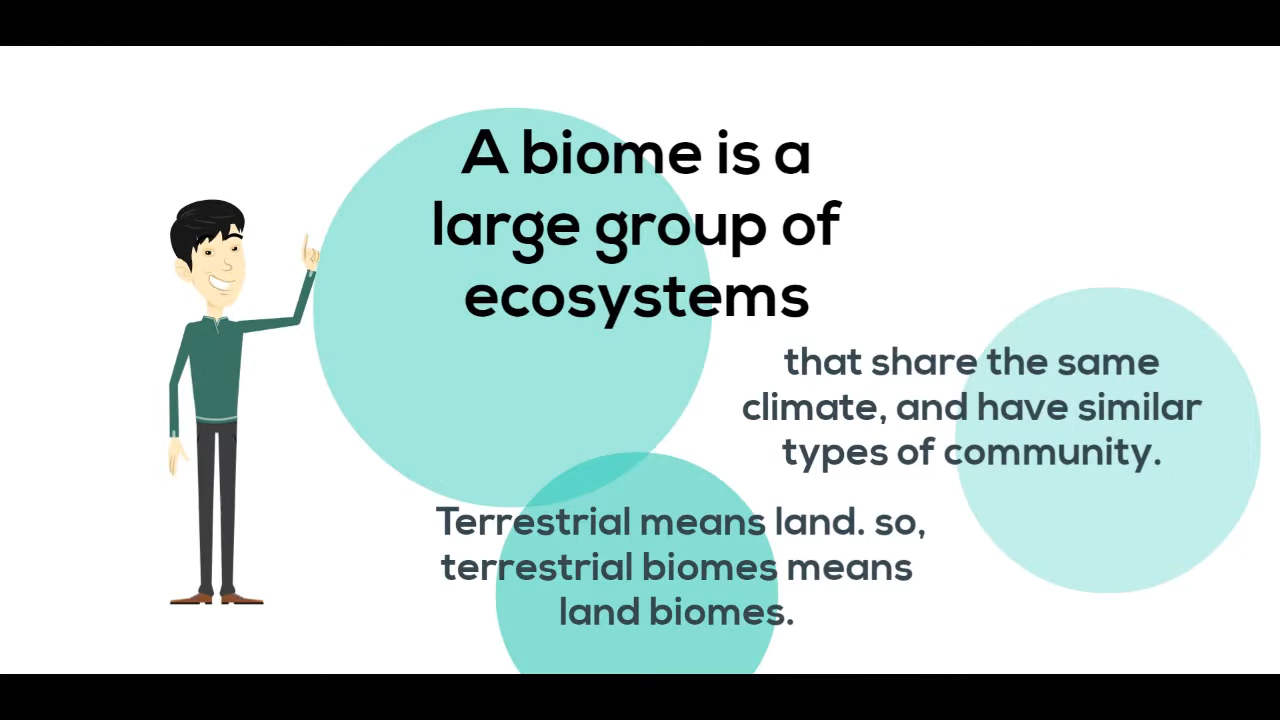 A biome is a
large group of
ecosystems
that share the same
climate, and have similar
types of community.
Terrestrial means land. so,
terrestrial biomes means
land biomes.